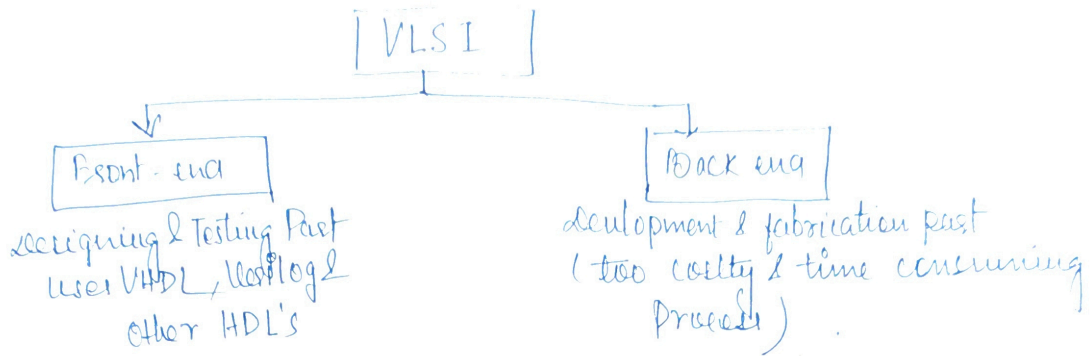 VLSI
Front-end
Back end
Designing & Testing Part
uses VHDL, Verilog &
other HDL's
Development & fabrication part
(too costly & time consuming
process).